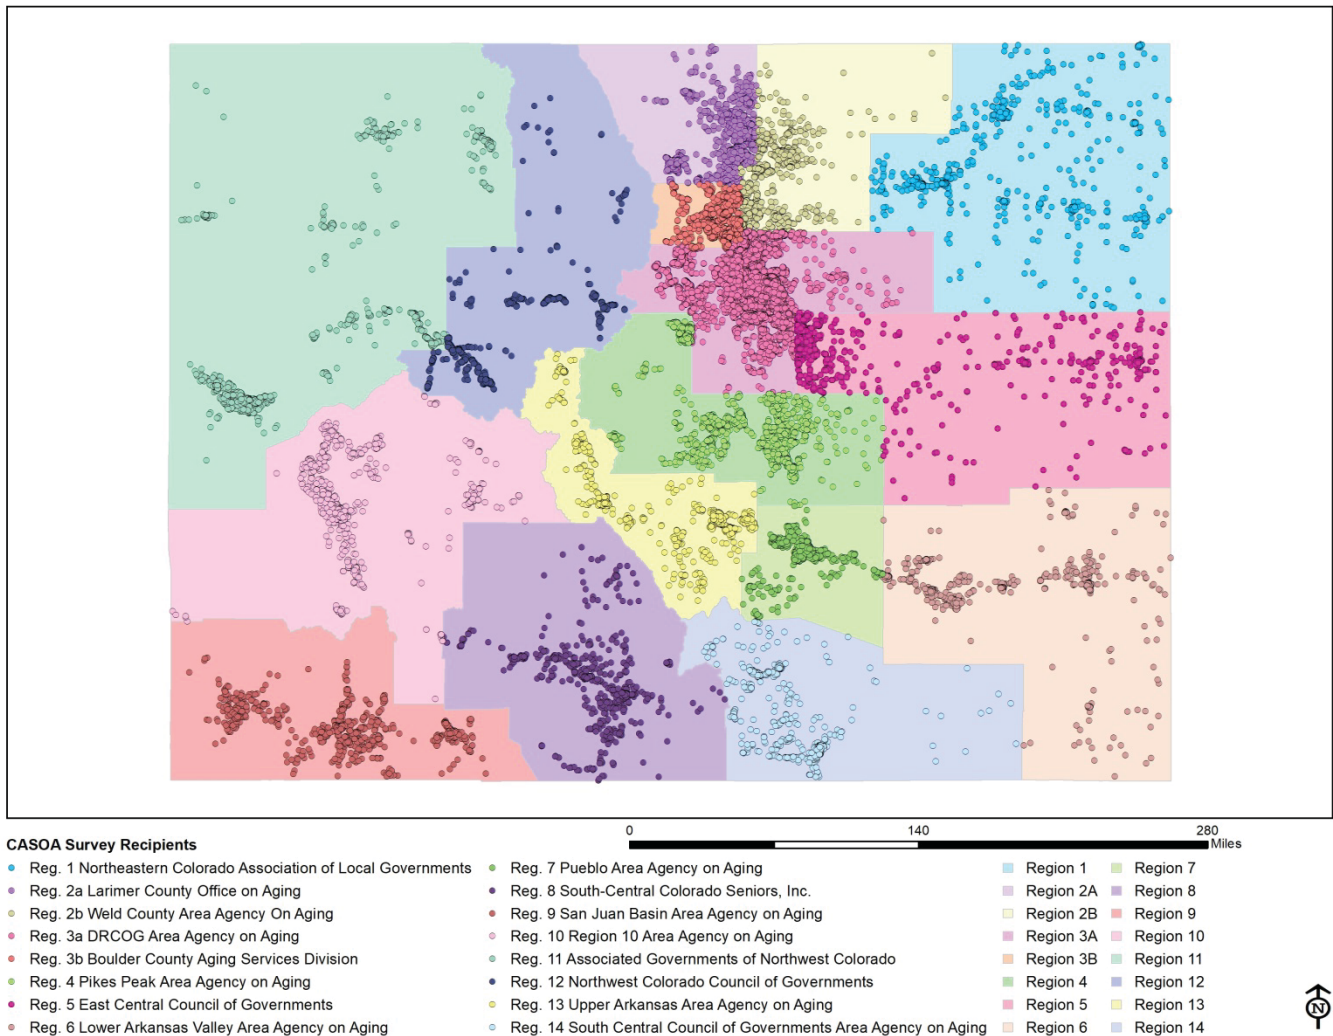 0 140 280
Miles
CASOA Survey Recipients
Reg. 1 Northeastern Colorado Association of Local Governments
Reg. 2a Larimer County Office on Aging
Reg. 2b Weld County Area Agency On Aging
Reg. 3a DRCOG Area Agency on Aging
Reg. 3b Boulder County Aging Services Division
Reg. 4 Pikes Peak Area Agency on Aging
Reg. 5 East Central Council of Governments
Reg. 6 Lower Arkansas Valley Area Agency on Aging
Reg. 7 Pueblo Area Agency on Aging
Reg. 8 South-Central Colorado Seniors, Inc.
Reg. 9 San Juan Basin Area Agency on Aging
Reg. 10 Region 10 Area Agency on Aging
Reg. 11 Associated Governments of Northwest Colorado
Reg. 12 Northwest Colorado Council of Governments
Reg. 13 Upper Arkansas Area Agency on Aging
Reg. 14 South Central Council of Governments Area Agency on Aging
Region 1
Region 2A
Region 2B
Region 3A
Region 3B
Region 4
Region 5
Region 6
Region 7
Region 8
Region 9
Region 10
Region 11
Region 12
Region 13
Region 14
N